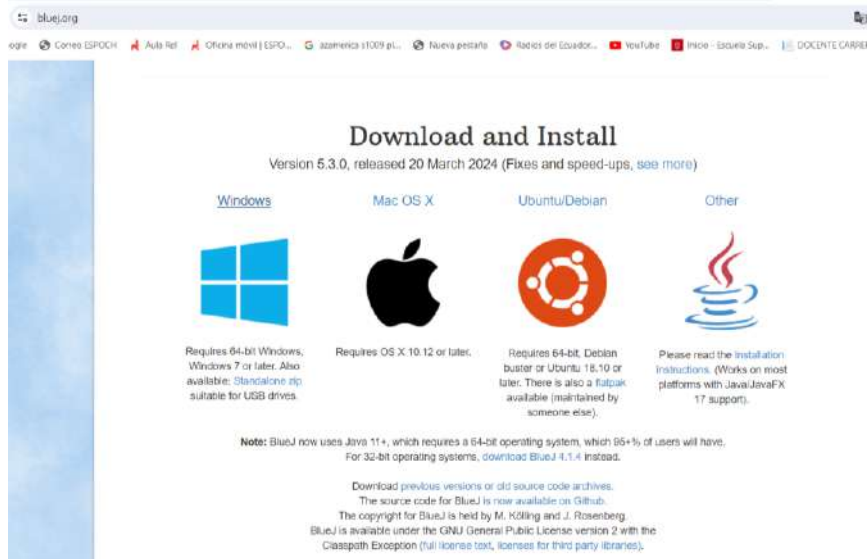 bluej.org
ogle Correo ESPOCH Aula Ref Oficina móvil | ESPO... azamerica s1009 pl... Nueva pestaña Radios del Ecuador... YouTube Inicio - Escuela Sup... DOCENTE CARRE
Download and Install
Version 5.3.0, released 20 March 2024 (Fixes and speed-ups, see more)
Windows
Mac OS X
Ubuntu/Debian
Other
Requires 64-bit Windows,
Windows 7 or later. Also
available: Standalone zip
suitable for USB drives.
Requires OS X 10.12 or later.
Requires 64-bit, Debian
buster or Ubuntu 18.10 or
later. There is also a flatpak
available (maintained by
someone else).
Please read the Installation
instructions. (Works on most
platforms with Java/JavaFX
17 support).
Note: BlueJ now uses Java 11+, which requires a 64-bit operating system, which 95+% of users will have.
For 32-bit operating systems, download BlueJ 4.1.4 instead.
Download previous versions or old source code archives.
The source code for BlueJ is now available on Github.
The copyright for BlueJ is held by M. Kölling and J. Rosenberg.
BlueJ is available under the GNU General Public License version 2 with the
Classpath Exception (full license text, licenses for third party libraries).